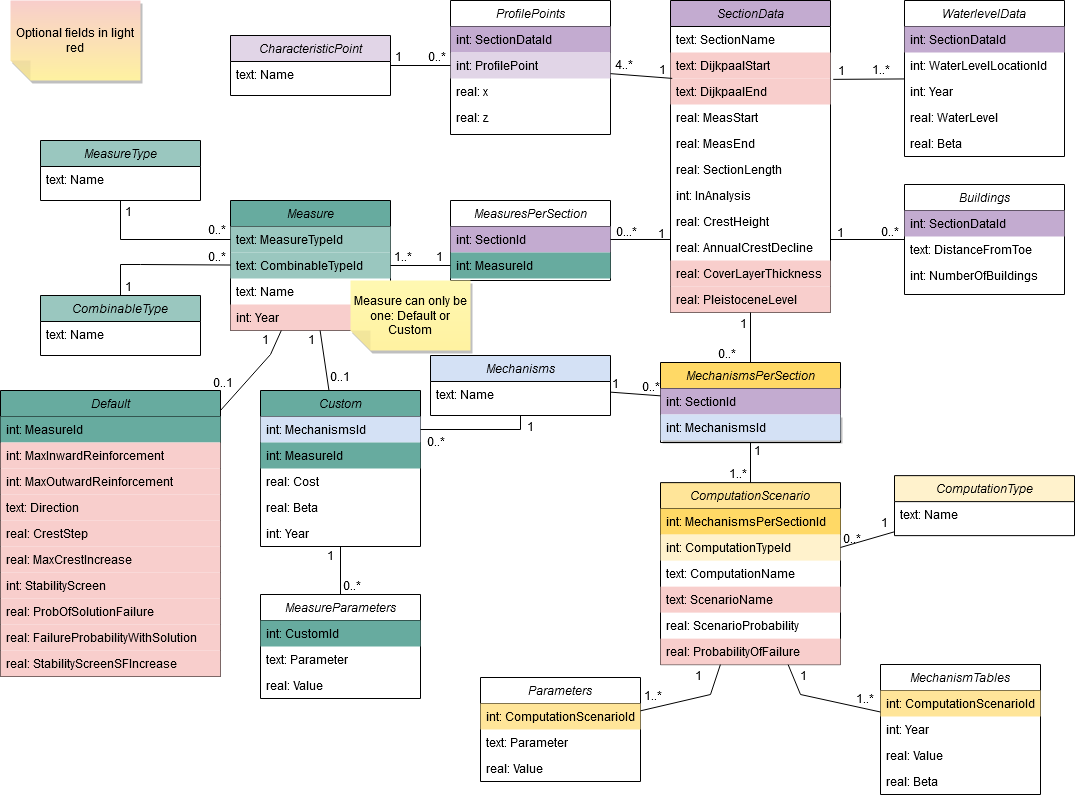 Optional fields in light
red
CharacteristicPoint
text: Name
1
0..*
ProfilePoints
int: SectionDataId
int: ProfilePoint
real: x
real: z
4..*
1
SectionData
text: SectionName
text: DijkpaalStart
text: DijkpaalEnd
real: MeasStart
real: MeasEnd
real: SectionLength
int: InAnalysis
real: CrestHeight
real: AnnualCrestDecline
real: CoverLayerThickness
real: PleistoceneLevel
1
1..*
WaterlevelData
int: SectionDataId
int: WaterLevelLocationId
int: Year
real: WaterLevel
real: Beta
1
0..*
Buildings
int: SectionDataId
text: DistanceFromToe
int: NumberOfBuildings
MeasureType
text: Name
1
0..*
CombinableType
text: Name
1
0..*
Measure
text: MeasureTypeId
text: CombinableTypeId
text: Name
int: Year
1..*
1
MeasuresPerSection
int: SectionId
int: MeasureId
0...*
1
Measure can only be
one: Default or
Custom
1
0..1
1
0..1
Default
int: MeasureId
int: MaxInwardReinforcement
int: MaxOutwardReinforcement
text: Direction
real: CrestStep
real: MaxCrestIncrease
int: StabilityScreen
real: ProbOfSolutionFailure
real: FailureProbabilityWithSolution
real: StabilityScreenSFIncrease
Custom
int: MechanismsId
int: MeasureId
real: Cost
real: Beta
int: Year
1
0..*
MeasureParameters
int: CustomId
text: Parameter
real: Value
Mechanisms
text: Name
1
0..*
1
0..*
1
0..*
MechanismsPerSection
int: SectionId
int: MechanismsId
1
1..*
ComputationScenario
int: MechanismsPerSectionId
int: ComputationTypeId
text: ComputationName
text: ScenarioName
real: ScenarioProbability
real: ProbabilityOfFailure
ComputationType
text: Name
1
0..*
1
1..*
Parameters
int: ComputationScenarioId
text: Parameter
real: Value
1
1..*
MechanismTables
int: ComputationScenarioId
int: Year
real: Value
real: Beta